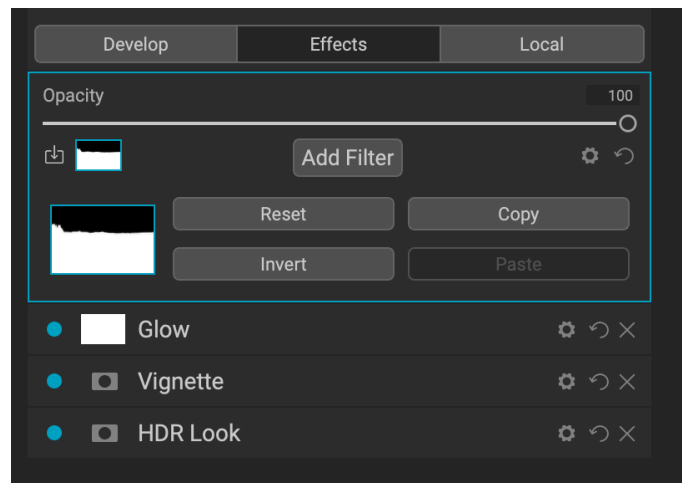 Develop Effects Local
Opacity 100
Add Filter
Reset Copy
Invert Paste
Glow
Vignette
HDR Look